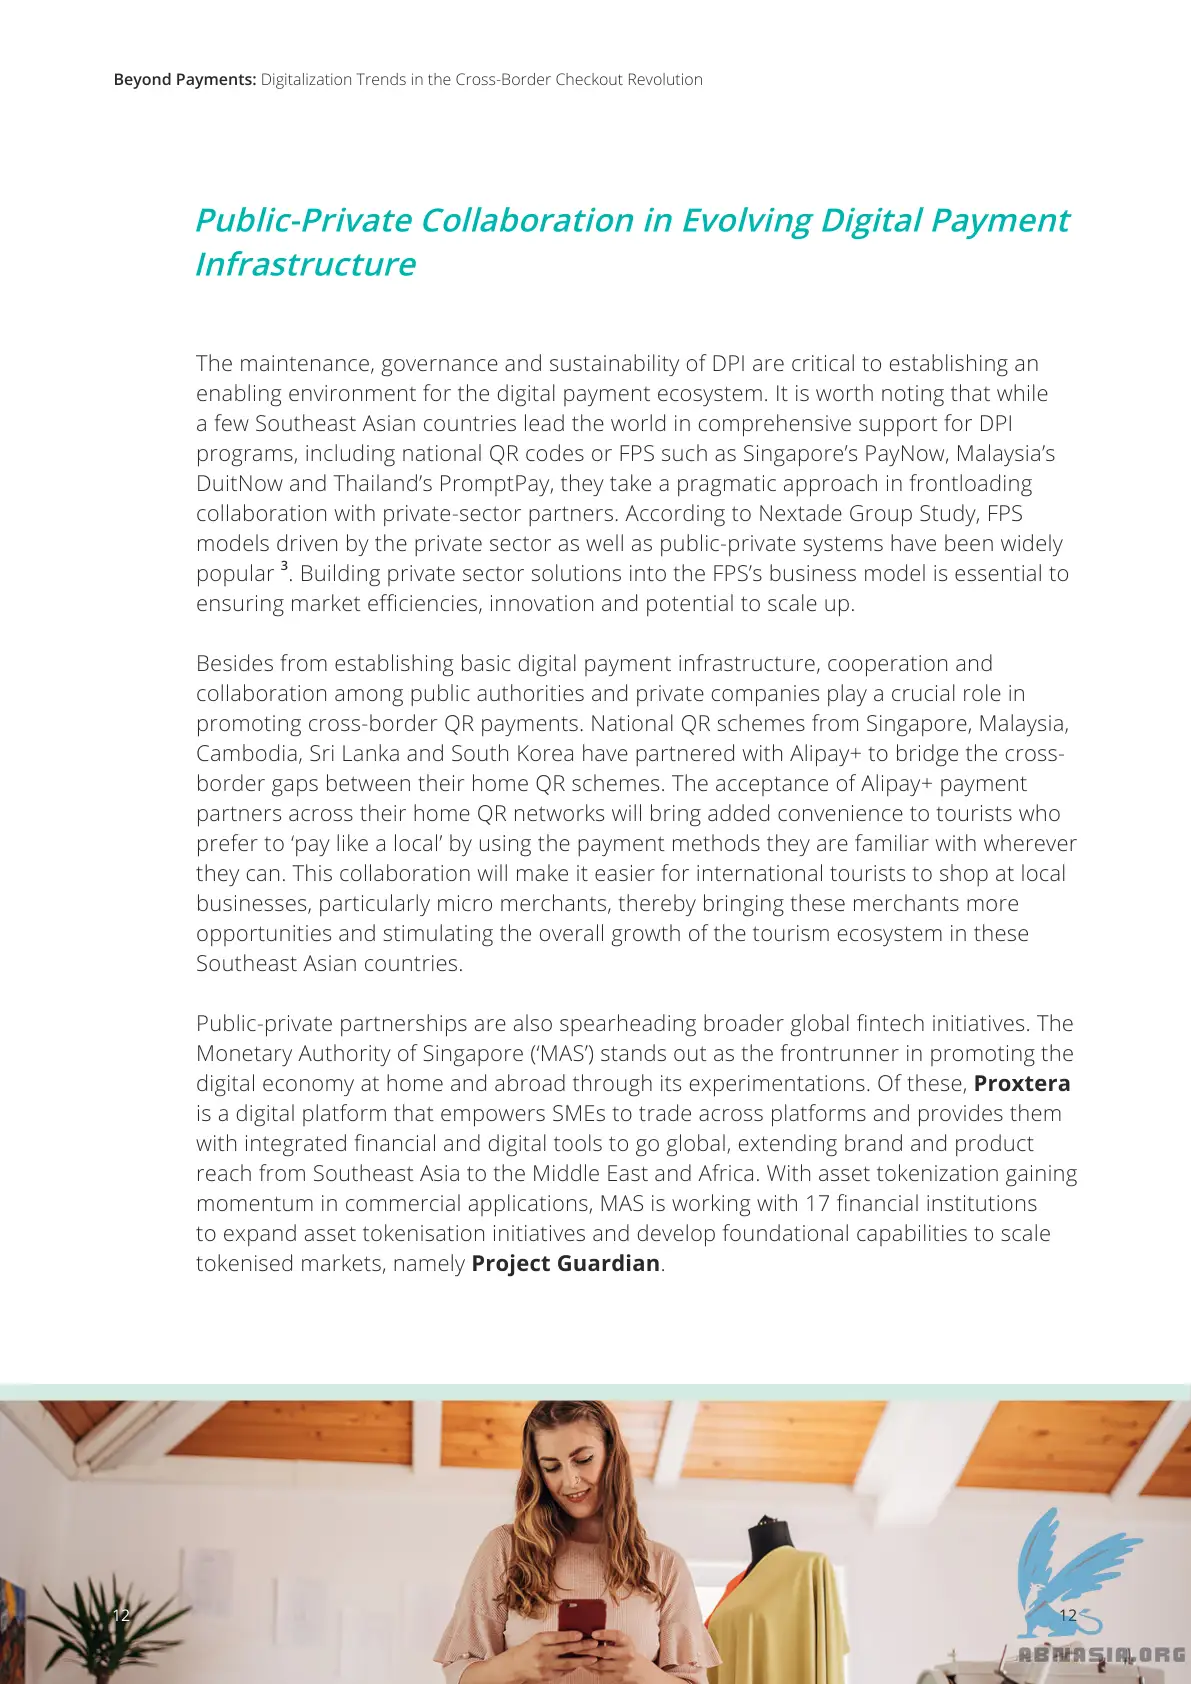 Beyond Payments: Digitalization Trends in the Cross-Border Checkout Revolution
Public-Private Collaboration in Evolving Digital Payment
Infrastructure
The maintenance, governance and sustainability of DPI are critical to establishing an
enabling environment for the digital payment ecosystem. It is worth noting that while
a few Southeast Asian countries lead the world in comprehensive support for DPI
programs, including national QR codes or FPS such as Singapore’s PayNow, Malaysia’s
DuitNow and Thailand’s PromptPay, they take a pragmatic approach in frontloading
collaboration with private-sector partners. According to Nextade Group Study, FPS
models driven by the private sector as well as public-private systems have been widely
popular ³. Building private sector solutions into the FPS’s business model is essential to
ensuring market efficiencies, innovation and potential to scale up.
Besides from establishing basic digital payment infrastructure, cooperation and
collaboration among public authorities and private companies play a crucial role in
promoting cross-border QR payments. National QR schemes from Singapore, Malaysia,
Cambodia, Sri Lanka and South Korea have partnered with Alipay+ to bridge the cross-
border gaps between their home QR schemes. The acceptance of Alipay+ payment
partners across their home QR networks will bring added convenience to tourists who
prefer to ‘pay like a local’ by using the payment methods they are familiar with wherever
they can. This collaboration will make it easier for international tourists to shop at local
businesses, particularly micro merchants, thereby bringing these merchants more
opportunities and stimulating the overall growth of the tourism ecosystem in these
Southeast Asian countries.
Public-private partnerships are also spearheading broader global fintech initiatives. The
Monetary Authority of Singapore (‘MAS’) stands out as the frontrunner in promoting the
digital economy at home and abroad through its experimentations. Of these, Proxtera
is a digital platform that empowers SMEs to trade across platforms and provides them
with integrated financial and digital tools to go global, extending brand and product
reach from Southeast Asia to the Middle East and Africa. With asset tokenization gaining
momentum in commercial applications, MAS is working with 17 financial institutions
to expand asset tokenisation initiatives and develop foundational capabilities to scale
tokenised markets, namely Project Guardian.
12
12
ABNASIA.ORG